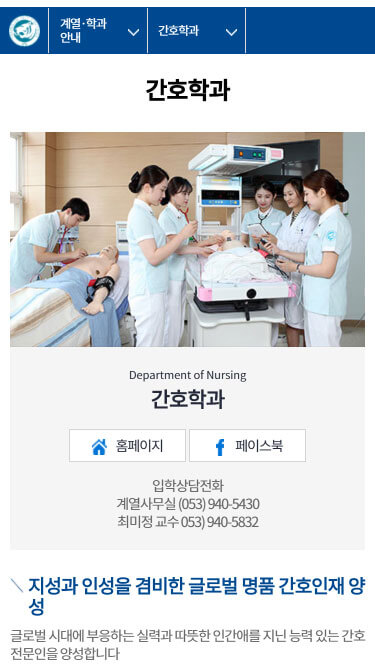 계열·학과
안내
간호학과
간호학과
Department of Nursing
간호학과
홈페이지
페이스북
입학상담전화
계열사무실 (053) 940-5430
최미정 교수 053) 940-5832
지성과 인성을 겸비한 글로벌 명품 간호인재 양
성
글로벌 시대에 부응하는 실력과 따뜻한 인간애를 지닌 능력 있는 간호
전문인을 양성합니다